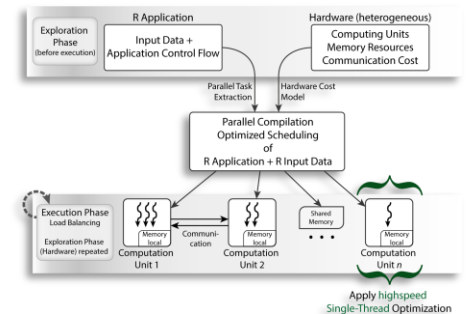 R Application
Hardware (heterogeneous)
Exploration
Phase
(before execution)
Input Data +
Application Control Flow
Computing Units
Memory Resources
Communication Cost
Parallel Task
Extraction
Hardware Cost
Model
Parallel Compilation
Optimized Scheduling
of
R Application + R Input Data
Execution Phase
Load Balancing
Exploration Phase
(Hardware) repeated
Memory
local
Computation
Unit 1
Communi-
cation
Memory
local
Computation
Unit 2
Shared
Memory
• • •
Memory
local
Computation
Unit n
Apply highspeed
Single-Thread Optimization